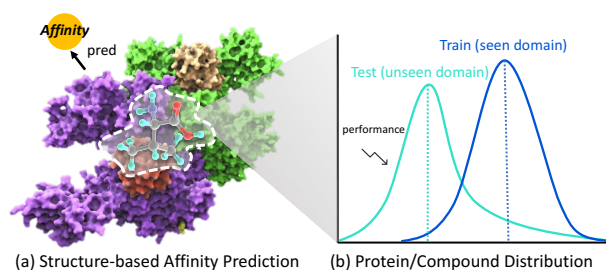 Affinity
pred
Train (seen domain)
Test (unseen domain)
performance
(a) Structure-based Affinity Prediction
(b) Protein/Compound Distribution